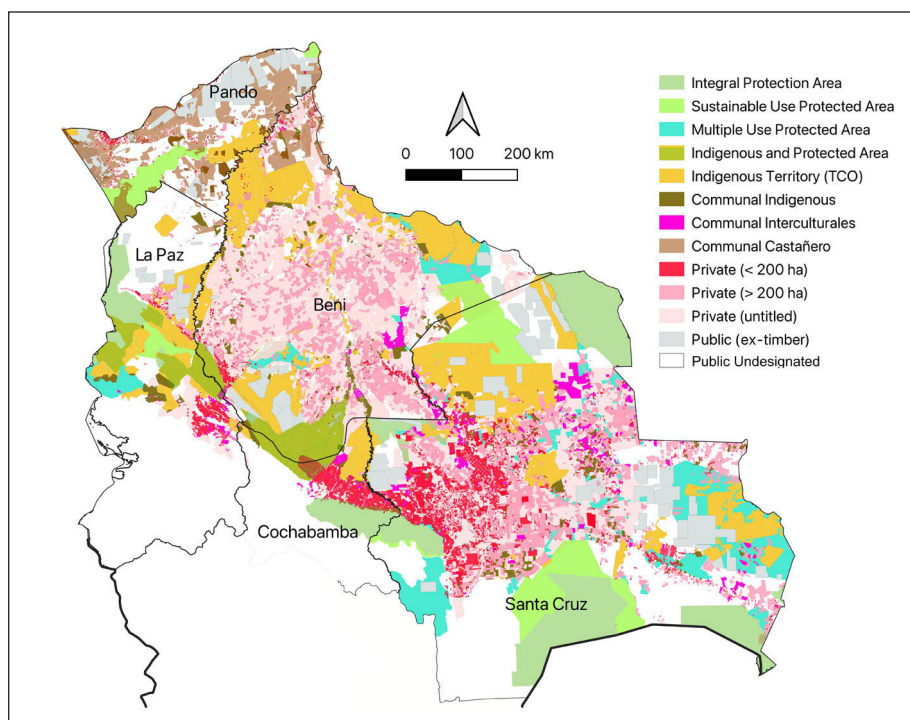 Pando
La Paz
Beni
Cochabamba
Santa Cruz
0 100 200 km
Integral Protection Area
Sustainable Use Protected Area
Multiple Use Protected Area
Indigenous and Protected Area
Indigenous Territory (TCO)
Communal Indigenous
Communal Interculturales
Communal Castañero
Private (< 200 ha)
Private (> 200 ha)
Private (untitled)
Public (ex-timber)
Public Undesignated